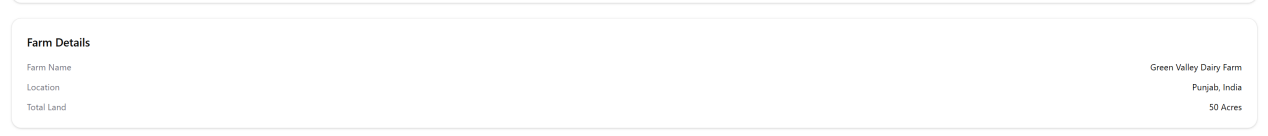 Farm Details
Farm Name Green Valley Dairy Farm
Location Punjab, India
Total Land 50 Acres